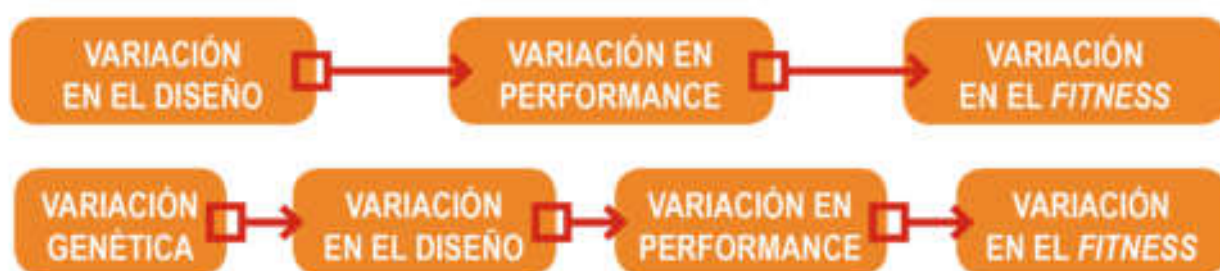 VARIACIÓN
EN EL DISEÑO
VARIACIÓN EN
PERFORMANCE
VARIACIÓN
EN EL FITNESS
VARIACIÓN
GENÈTICA
VARIACIÓN
EN EL DISEÑO
VARIACIÓN EN
PERFORMANCE
VARIACIÓN
EN EL FITNESS